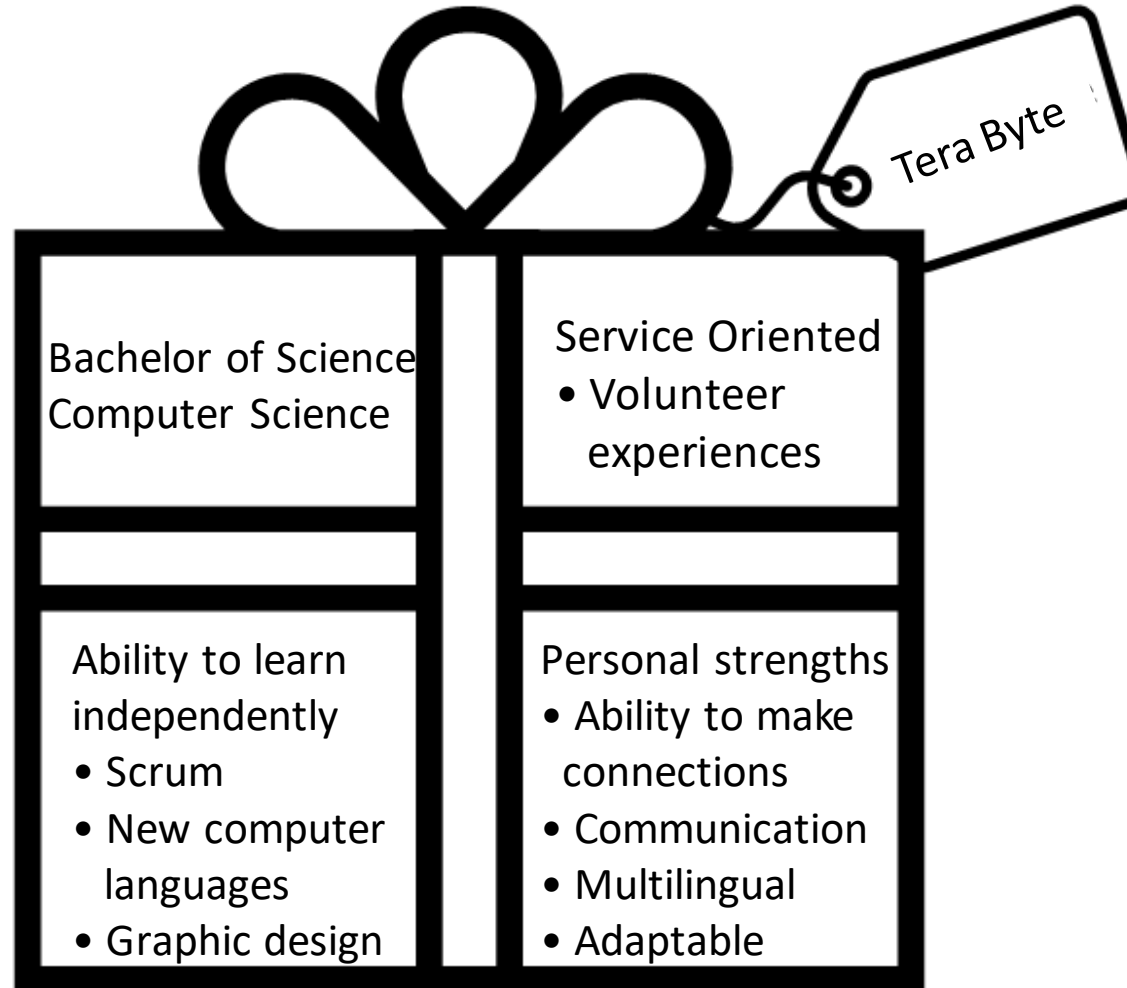 Tera Byte
Bachelor of Science
Computer Science
Service Oriented
• Volunteer
experiences
Ability to learn
independently
• Scrum
• New computer
languages
• Graphic design
Personal strengths
• Ability to make
connections
• Communication
• Multilingual
• Adaptable